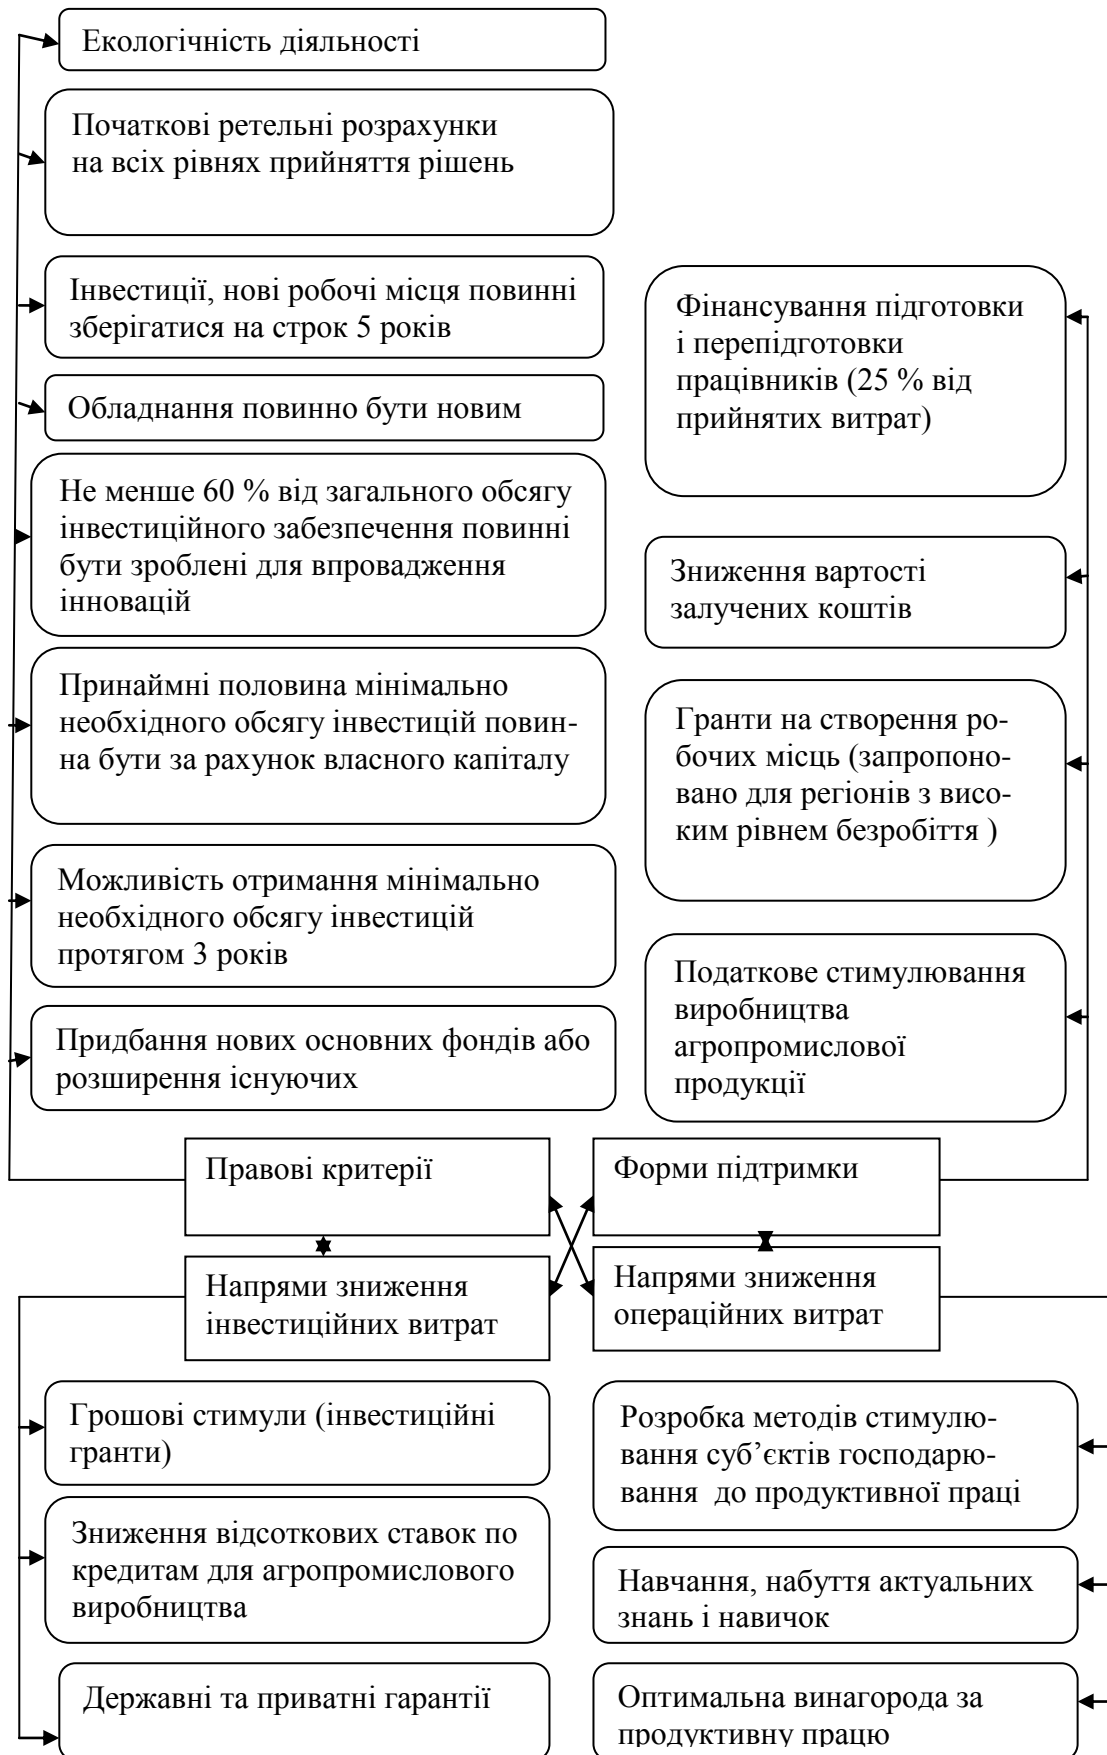 Екологічність діяльності
Початкові ретельні розрахунки
на всіх рівнях прийняття рішень
Інвестиції, нові робочі місця повинні
зберігатися на строк 5 років
Обладнання повинно бути новим
Не менше 60 % від загального обсягу
інвестиційного забезпечення повинні
бути зроблені для впровадження
інновацій
Принаймні половина мінімально
необхідного обсягу інвестицій повин-
на бути за рахунок власного капіталу
Можливість отримання мінімально
необхідного обсягу інвестицій
протягом 3 років
Придбання нових основних фондів або
розширення існуючих
Фінансування підготовки
і перепідготовки
працівників (25 % від
прийнятих витрат)
Зниження вартості
залучених коштів
Гранти на створення ро-
бочих місць (запропоно-
вано для регіонів з висо-
ким рівнем безробіття )
Податкове стимулювання
виробництва
агропромислової
продукції
Правові критерії
Форми підтримки
Напрями зниження
інвестиційних витрат
Напрями зниження
операційних витрат
Грошові стимули (інвестиційні
гранти)
Зниження відсоткових ставок по
кредитам для агропромислового
виробництва
Державні та приватні гарантії
Розробка методів стимулю-
вання суб’єктів господарю-
вання  до продуктивної праці
Навчання, набуття актуальних
знань і навичок
Оптимальна винагорода за
продуктивну працю